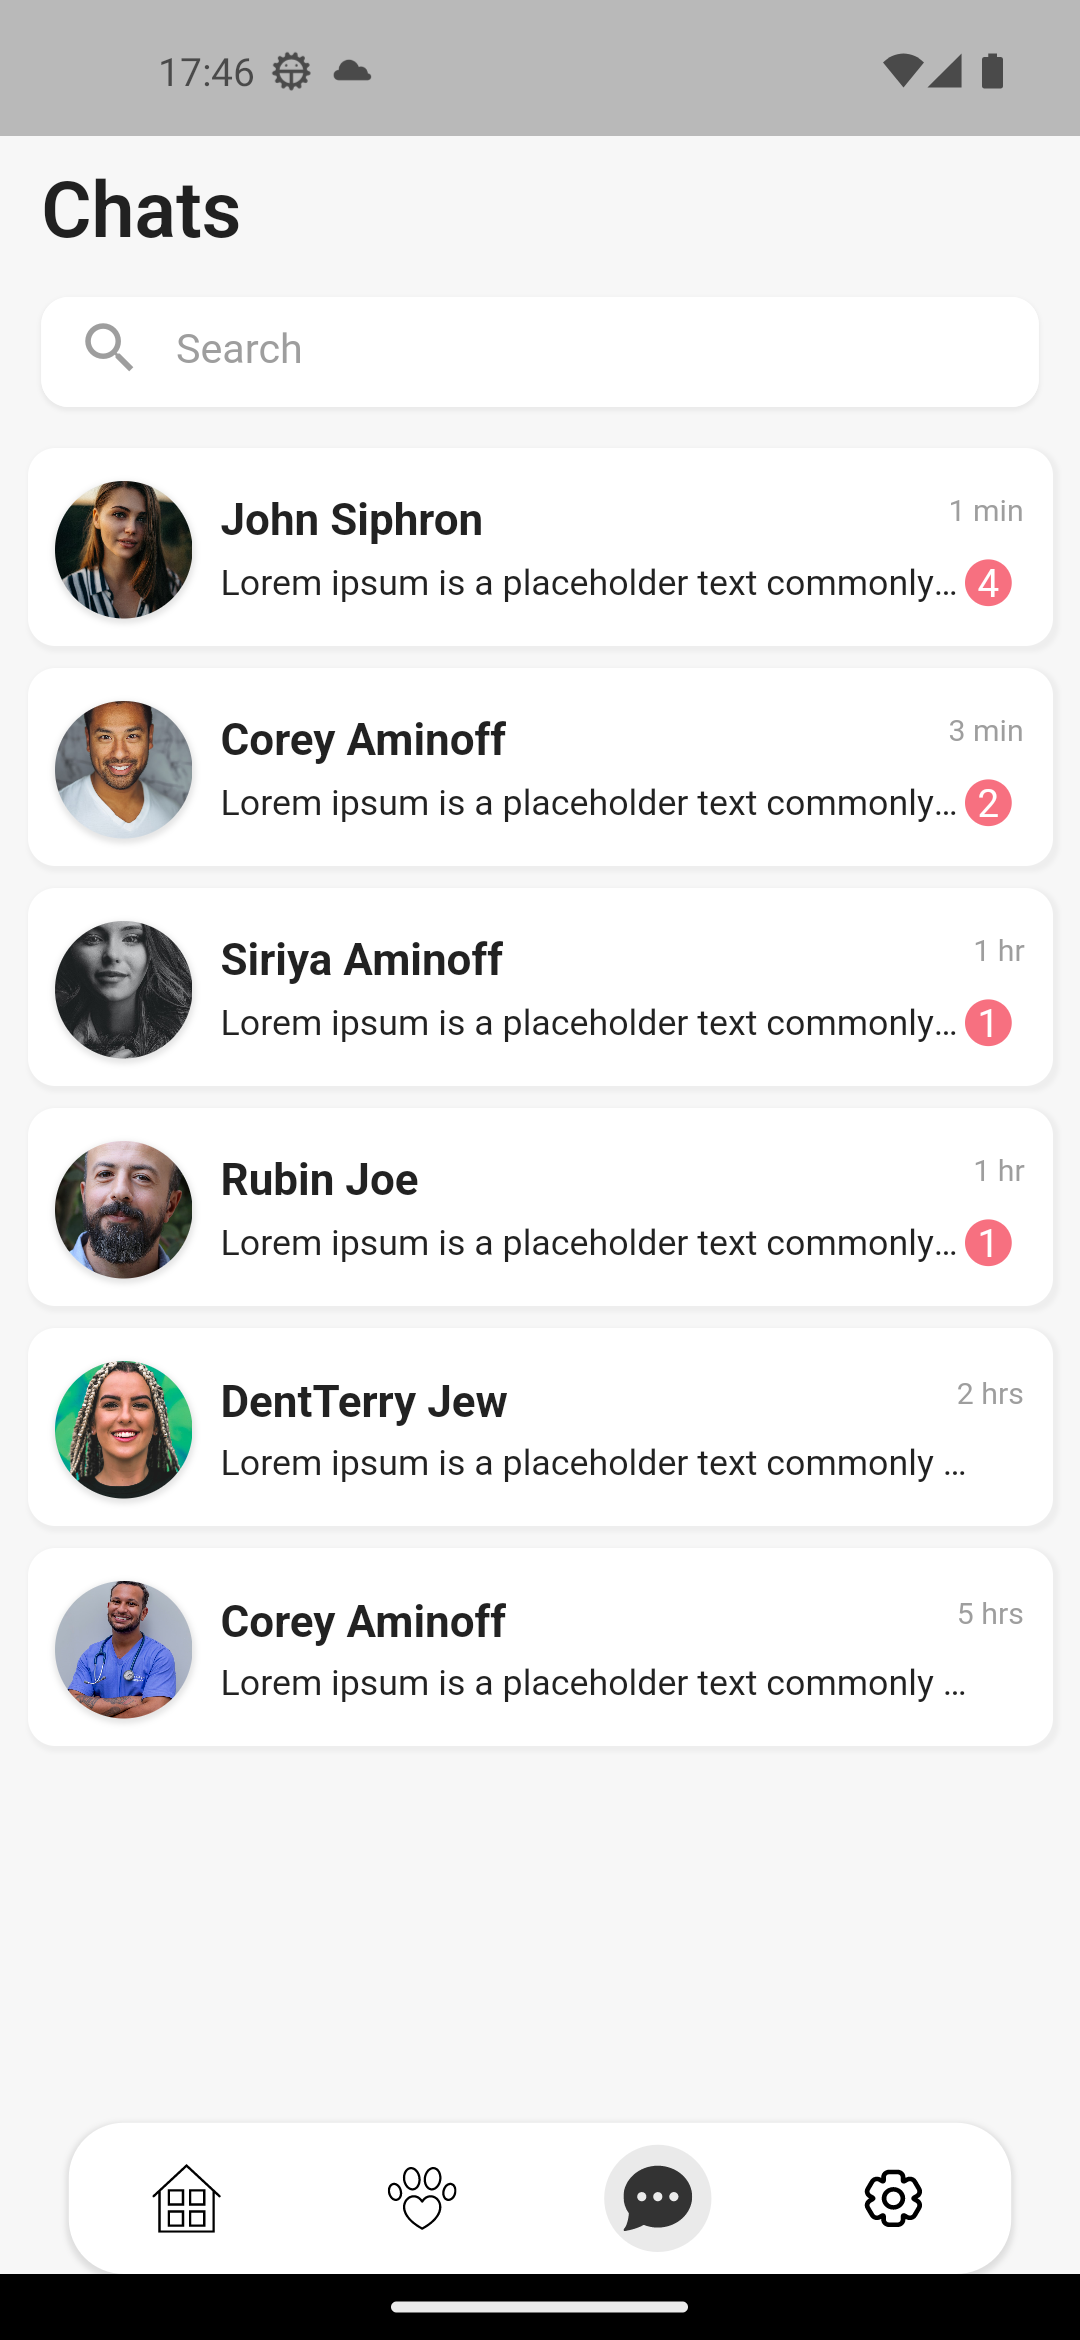 17:46
Chats
Search
John Siphron 1 min
Lorem ipsum is a placeholder text commonly... 4
Corey Aminoff 3 min
Lorem ipsum is a placeholder text commonly... 2
Siriya Aminoff 1 hr
Lorem ipsum is a placeholder text commonly... 1
Rubin Joe 1 hr
Lorem ipsum is a placeholder text commonly... 1
DentTerry Jew 2 hrs
Lorem ipsum is a placeholder text commonly ...
Corey Aminoff 5 hrs
Lorem ipsum is a placeholder text commonly ...